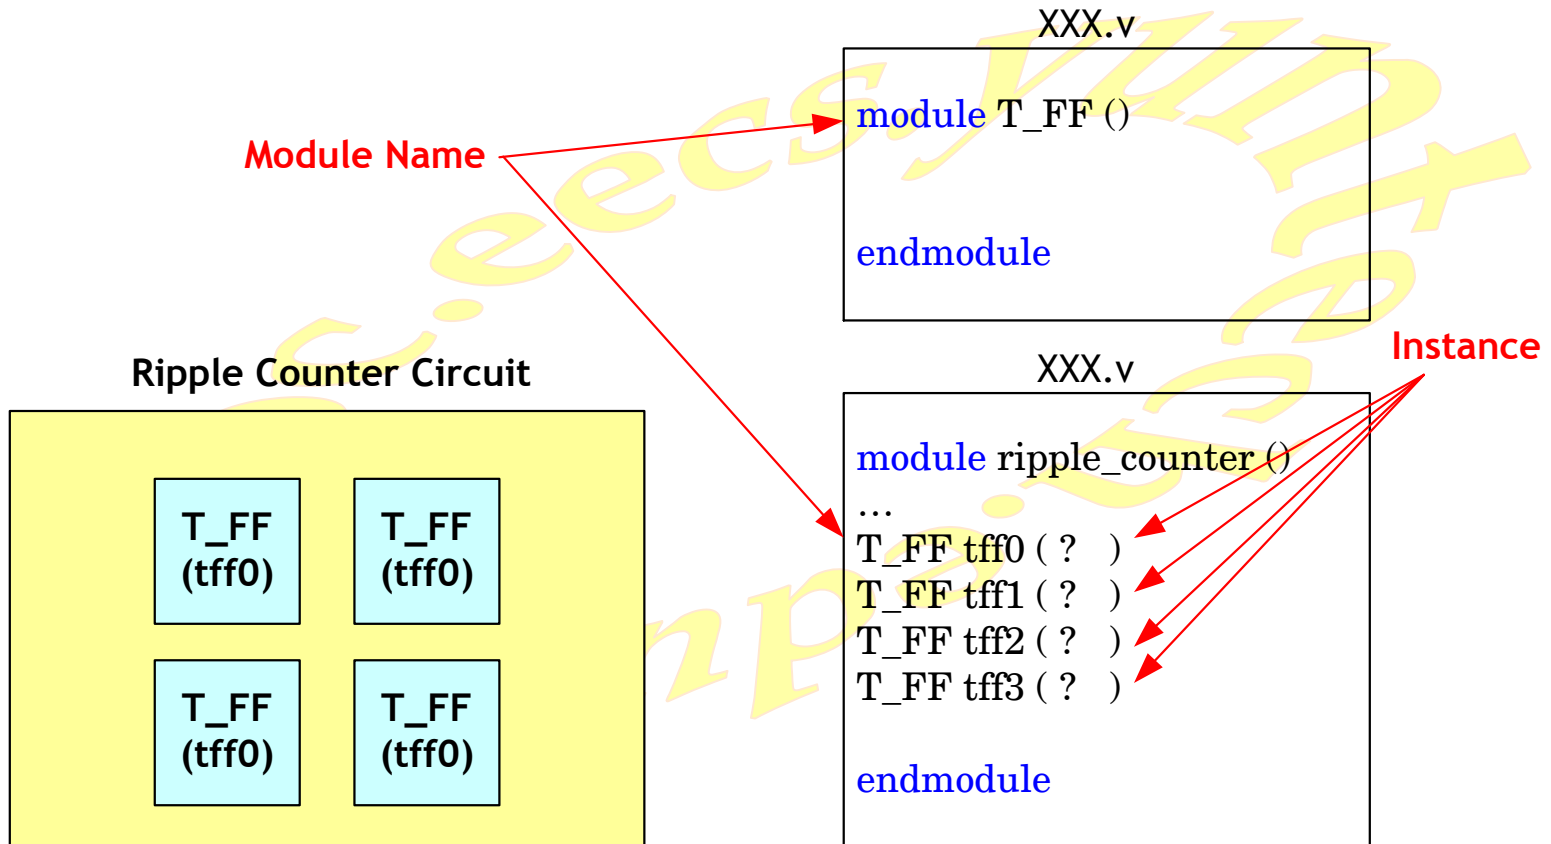 XXX.v
module T_FF ()
endmodule
Module Name
Instance
XXX.v
module ripple_counter ()
...
T_FF tff0 ( ? )
T_FF tff1 ( ? )
T_FF tff2 ( ? )
T_FF tff3 ( ? )
endmodule
Ripple Counter Circuit
T_FF
(tff0)
T_FF
(tff0)
T_FF
(tff0)
T_FF
(tff0)